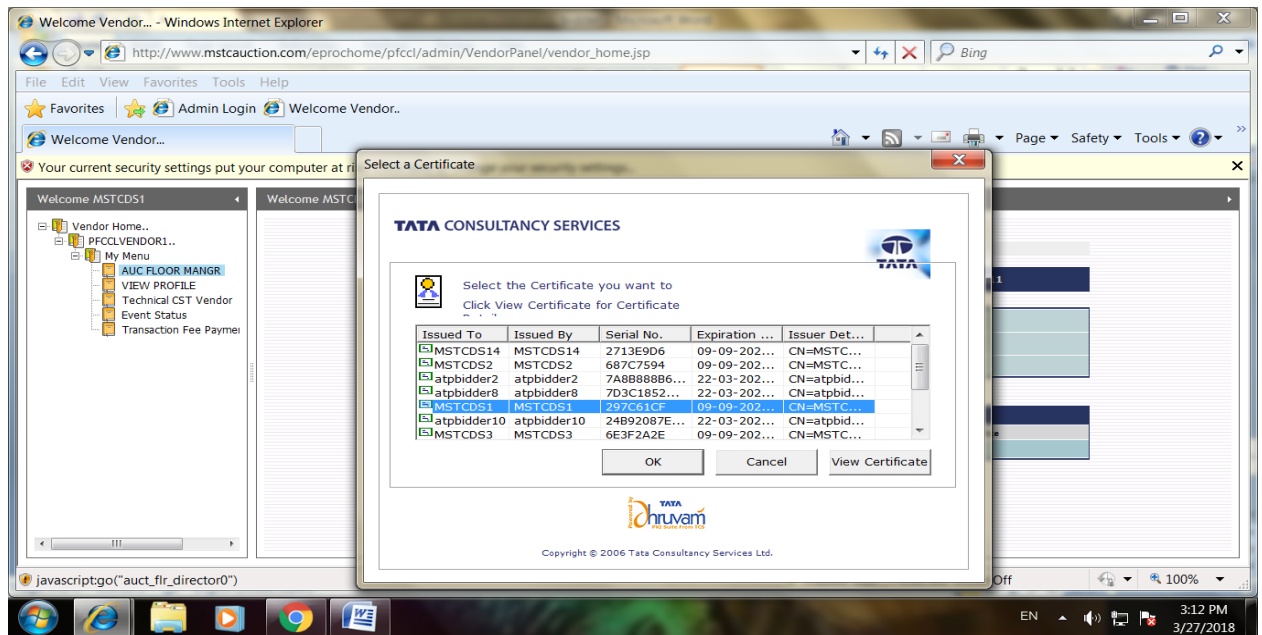 Welcome Vendor... - Windows Internet Explorer
http://www.mstcauction.com/eprochome/pfccl/admin/VendorPanel/vendor_home.jsp
Bing
File Edit View Favorites Tools Help
Favorites Admin Login Welcome Vendor..
Welcome Vendor...
Page Safety Tools
Your current security settings put your computer at ri
Select a Certificate
Welcome MSTCDS1
Welcome MSTC
Vendor Home..
PFCCLVENDOR1..
My Menu
AUC FLOOR MANGR
VIEW PROFILE
Technical CST Vendor
Event Status
Transaction Fee Paymer
TATA CONSULTANCY SERVICES
TATA
Select the Certificate you want to
Click View Certificate for Certificate
Issued To Issued By Serial No. Expiration ... Issuer Det...
MSTCDS14 MSTCDS14 2713E9D6 09-09-202... CN=MSTC...
MSTCDS2 MSTCDS2 687C7594 09-09-202... CN=MSTC...
atpbidder2 atpbidder2 7A8B888B6... 22-03-202... CN=atpbid...
atpbidder8 atpbidder8 7D3C1852... 22-03-202... CN=atpbid...
MSTCDS1 MSTCDS1 297C61CF 09-09-202... CN=MSTC...
atpbidder10 atpbidder10 24B92087E... 22-03-202... CN=atpbid...
MSTCDS3 MSTCDS3 6E3F2A2E 09-09-202... CN=MSTC...
OK Cancel View Certificate
Powered by
TATA
Dhruvam
PKI Suite From TCS
Copyright © 2006 Tata Consultancy Services Ltd.
1
e
javascript:go("auct_flr_director0")
Off
100%
EN
3:12 PM
3/27/2018